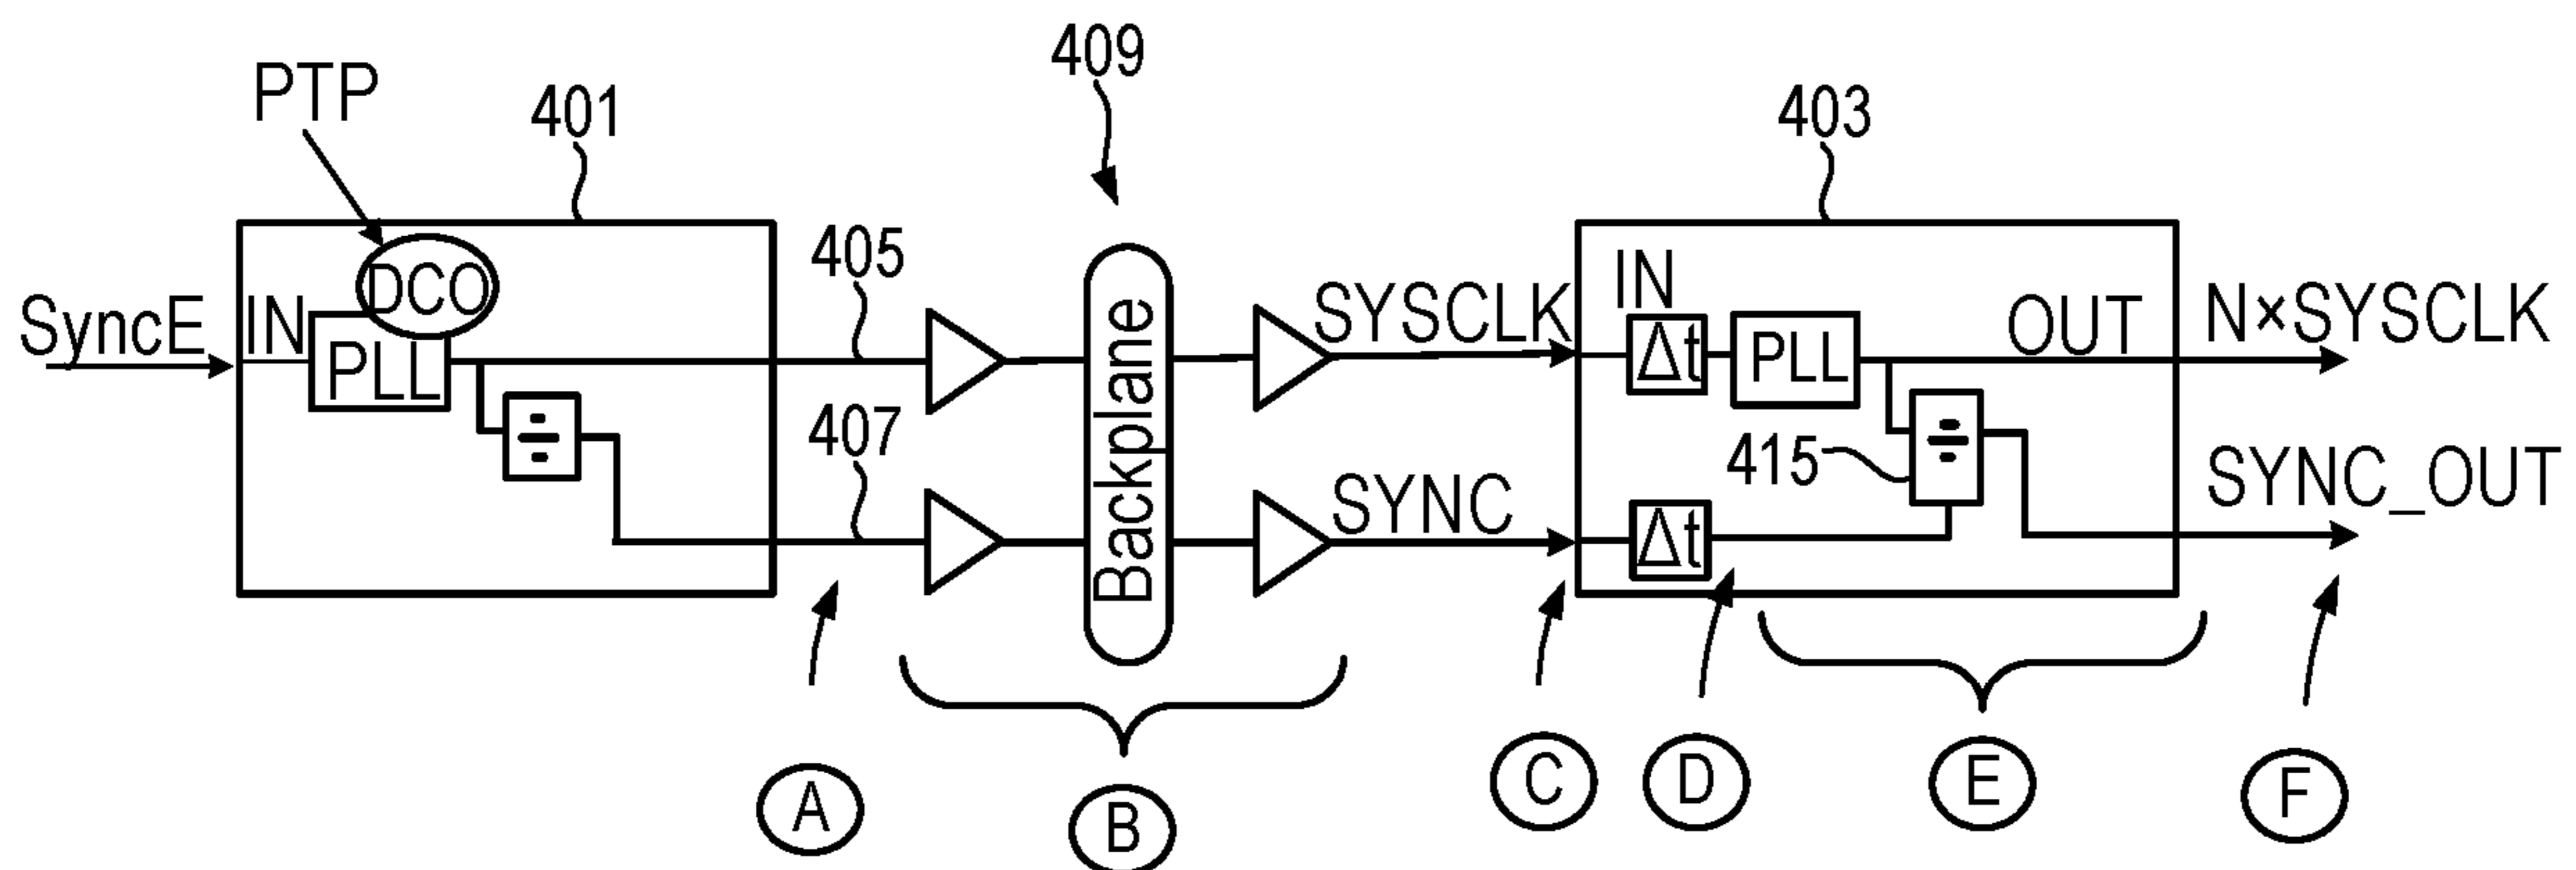 409
PTP
401
403
405
SyncE
IN
DCO
PLL
÷
407
Backplane
SYSCLK
SYNC
IN
Δt
PLL
OUT
N×SYSCLK
415
÷
Δt
SYNC_OUT
A
B
C
D
E
F